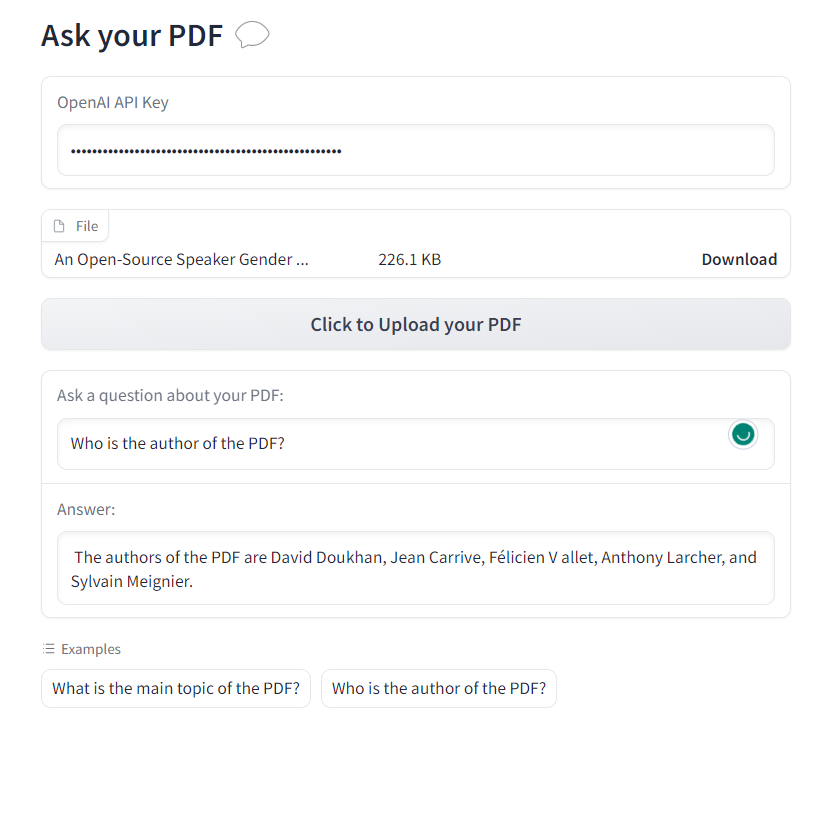 Ask your PDF
OpenAI API Key
•••••••••••••••••••••••••••••••••••••••••••••••••••
File
An Open-Source Speaker Gender ... 226.1 KB Download
Click to Upload your PDF
Ask a question about your PDF:
Who is the author of the PDF?
Answer:
The authors of the PDF are David Doukhan, Jean Carrive, Félicien V allet, Anthony Larcher, and
Sylvain Meignier.
Examples
What is the main topic of the PDF? Who is the author of the PDF?